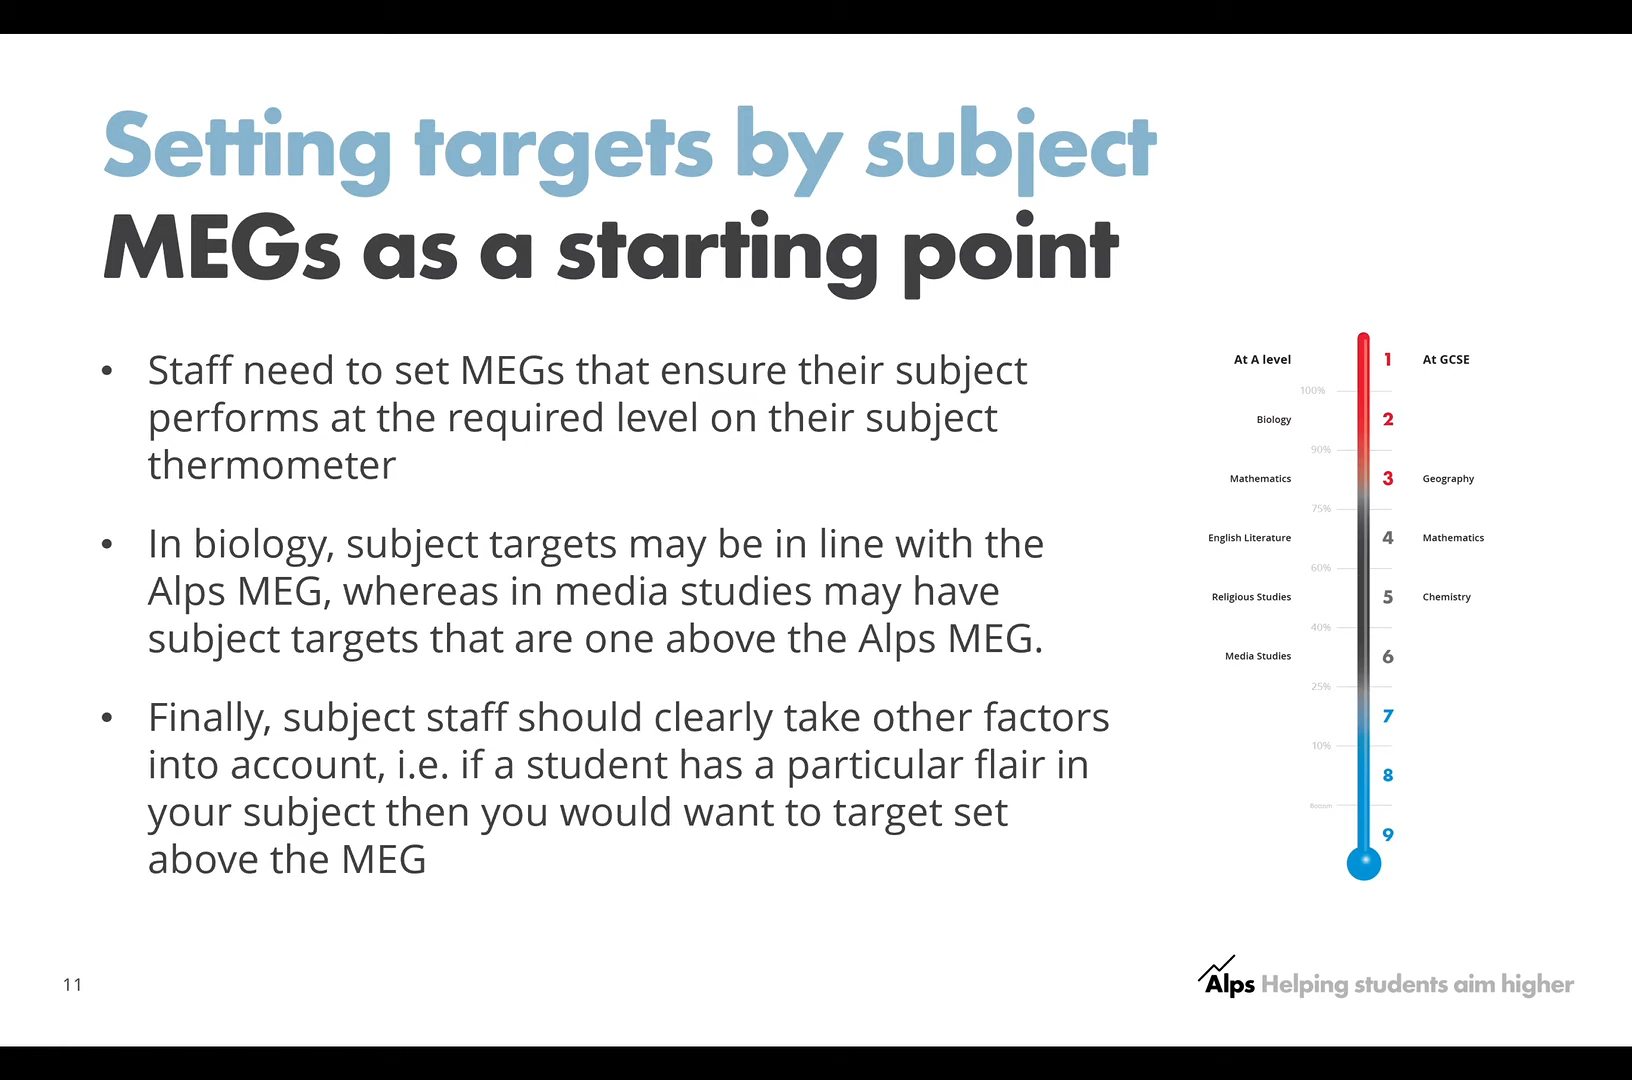 Setting targets by subject
MEGs as a starting point
• Staff need to set MEGs that ensure their subject
performs at the required level on their subject
thermometer
• In biology, subject targets may be in line with the
Alps MEG, whereas in media studies may have
subject targets that are one above the Alps MEG.
• Finally, subject staff should clearly take other factors
into account, i.e. if a student has a particular flair in
your subject then you would want to target set
above the MEG
At A level 1 At GCSE
100%
Biology 2
90%
Mathematics 3 Geography
75%
English Literature 4 Mathematics
60%
Religious Studies 5 Chemistry
40%
Media Studies 6
25%
7
10%
8
Bottom
9
11
Alps Helping students aim higher